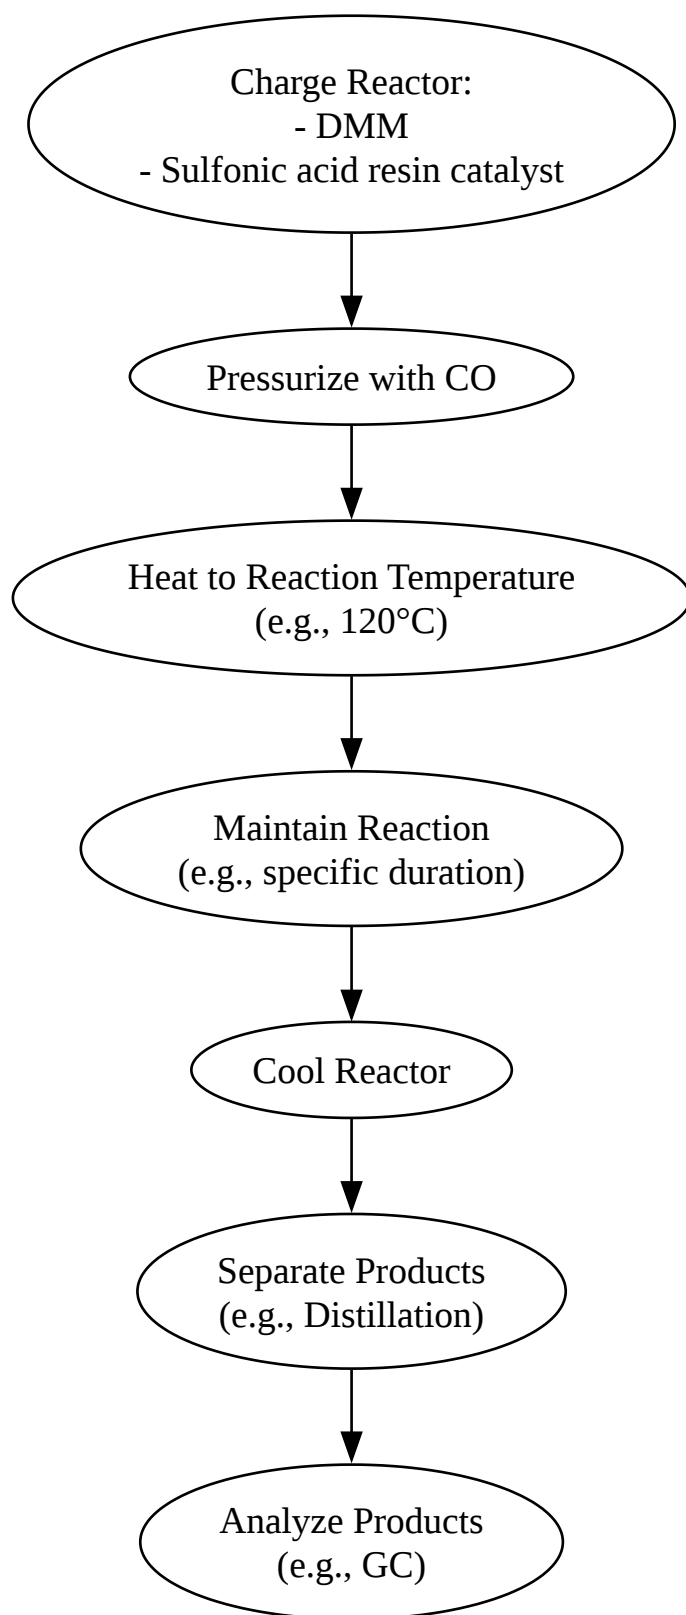 Charge Reactor:
- DMM
- Sulfonic acid resin catalyst
Pressurize with CO
Heat to Reaction Temperature
(e.g., 120°C)
Maintain Reaction
(e.g., specific duration)
Cool Reactor
Separate Products
(e.g., Distillation)
Analyze Products
(e.g., GC)